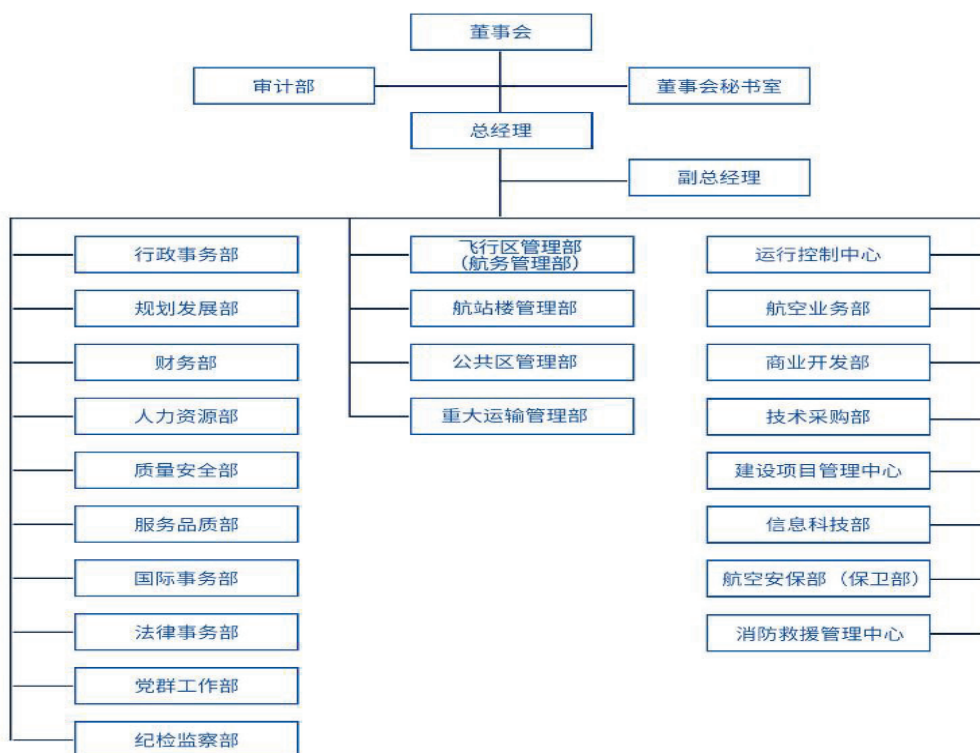 董事会
审计部
董事会秘书室
总经理
副总经理
行政事务部
规划发展部
财务部
人力资源部
质量安全部
服务品质部
国际事务部
法律事务部
党群工作部
纪检监察部
飞行区管理部
(航务管理部)
航站楼管理部
公共区管理部
重大运输管理部
运行控制中心
航空业务部
商业开发部
技术采购部
建设项目管理中心
信息科技部
航空安保部（保卫部）
消防救援管理中心